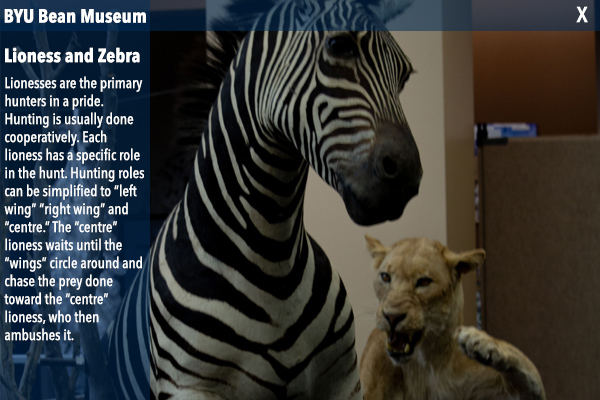 BYU Bean Museum
X
Lioness and Zebra
Lionesses are the primary
hunters in a pride.
Hunting is usually done
cooperatively. Each
lioness has a specific role
in the hunt. Hunting roles
can be simplified to “left
wing” “right wing” and
“centre.” The “centre”
lioness waits until the
“wings” circle around and
chase the prey done
toward the “centre”
lioness, who then
ambushes it.